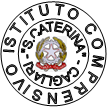 ISTITUTO COMPRENSIVO
"S.CATERINA"
CAGLIARI